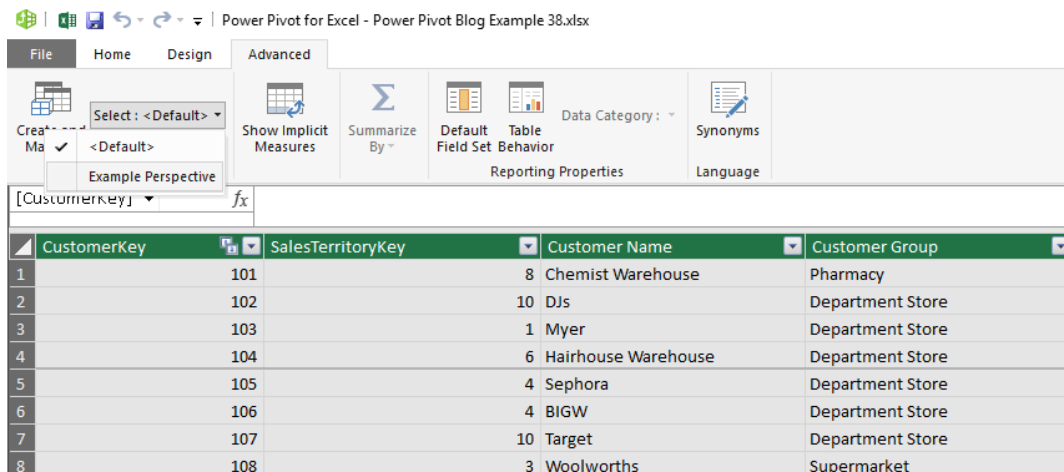 Power Pivot for Excel - Power Pivot Blog Example 38.xlsx
File Home Design Advanced
Select : <Default>
<Default>
Example Perspective
Show Implicit Measures
Summarize By
Default Field Set
Table Behavior
Data Category :
Reporting Properties
Synonyms
Language
[CustomerKey] fx
CustomerKey SalesTerritoryKey Customer Name Customer Group
1 101 8 Chemist Warehouse Pharmacy
2 102 10 DJs Department Store
3 103 1 Myer Department Store
4 104 6 Hairhouse Warehouse Department Store
5 105 4 Sephora Department Store
6 106 4 BIGW Department Store
7 107 10 Target Department Store
8 108 3 Woolworths Supermarket